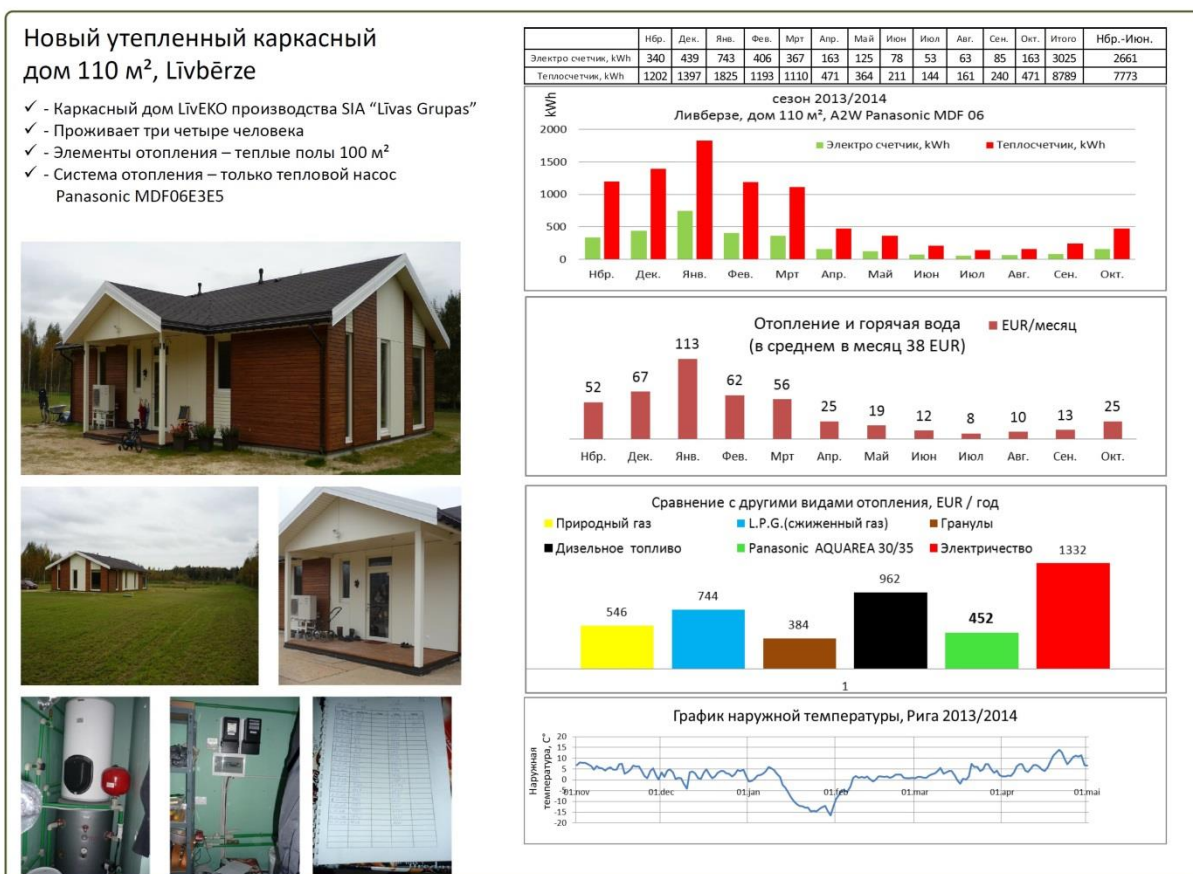 Новый утепленный каркасный
дом 110 м², Līvbērze
✓ - Каркасный дом LīvEKO производства SIA “Līvas Grupas”
✓ - Проживает три четыре человека
✓ - Элементы отопления – теплые полы 100 м²
✓ - Система отопления – только тепловой насос
Panasonic MDF06E3E5
Нбр. Дек. Янв. Фев. Мрт Апр. Май Июн Июл Авг. Сен. Окт. Итого Нбр.-Июн.
Электро счетчик, kWh 340 439 743 406 367 163 125 78 53 63 85 163 3025 2661
Теплосчетчик, kWh 1202 1397 1825 1193 1110 471 364 211 144 161 240 471 8789 7773
kWh
сезон 2013/2014
Ливберзе, дом 110 м², A2W Panasonic MDF 06
Электро счетчик, kWh Теплосчетчик, kWh
2000
1500
1000
500
0
Нбр. Дек. Янв. Фев. Мрт Апр. Май Июн Июл Авг. Сен. Окт.
Отопление и горячая вода
(в среднем в месяц 38 EUR)
EUR/месяц
52 67 113 62 56 25 19 12 8 10 13 25
Нбр. Дек. Янв. Фев. Мрт Апр. Май Июн Июл Авг. Сен. Окт.
Сравнение с другими видами отопления, EUR / год
Природный газ L.P.G.(сжиженный газ) Гранулы
Дизельное топливо Panasonic AQUAREA 30/35 Электричество
546 744 384 962 452 1332
1
График наружной температуры, Рига 2013/2014
Наружная
температура, C°
20
15
10
5
0
-5
-10
-15
-20
01.nov 01.dec 01.jan 01.feb 01.mar 01.apr 01.mai